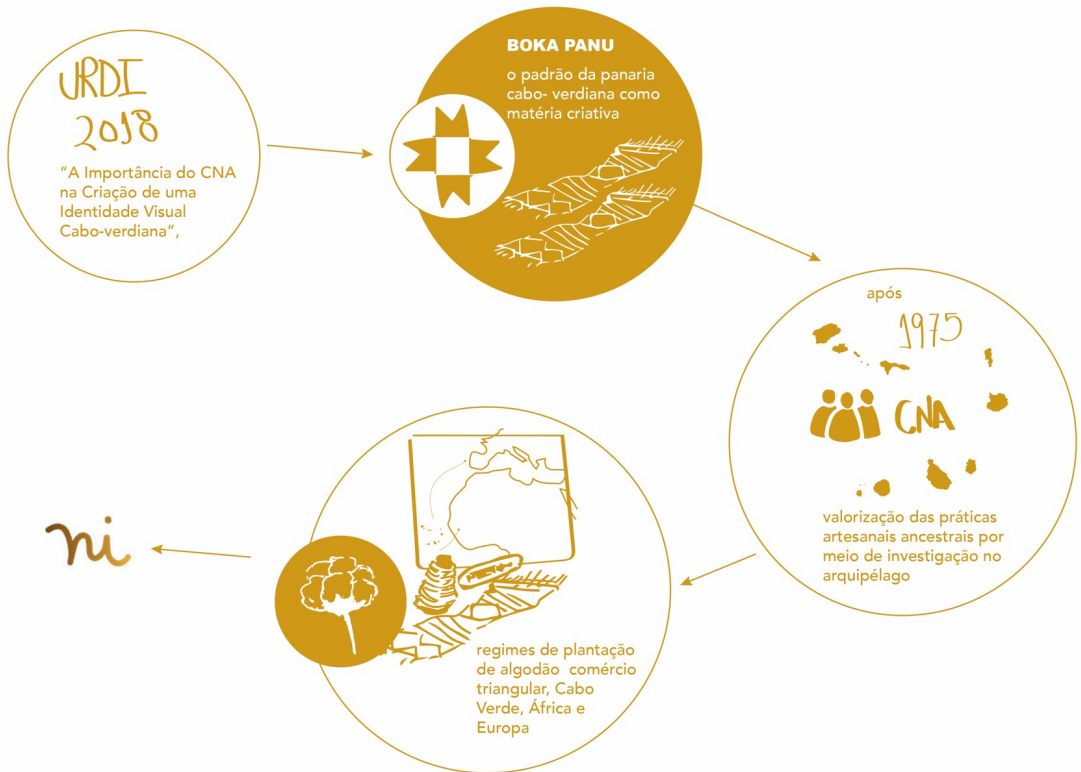 URDI
2018
“A Importância do CNA
na Criação de uma
Identidade Visual
Cabo-verdiana”,
BOKA PANU
o padrão da panaria
cabo- verdiana como
matéria criativa
após
1975
CNA
valorização das práticas
artesanais ancestrais por
meio de investigação no
arquipélago
regimes de plantação
de algodão comércio
triangular, Cabo
Verde, África e
Europa
ni